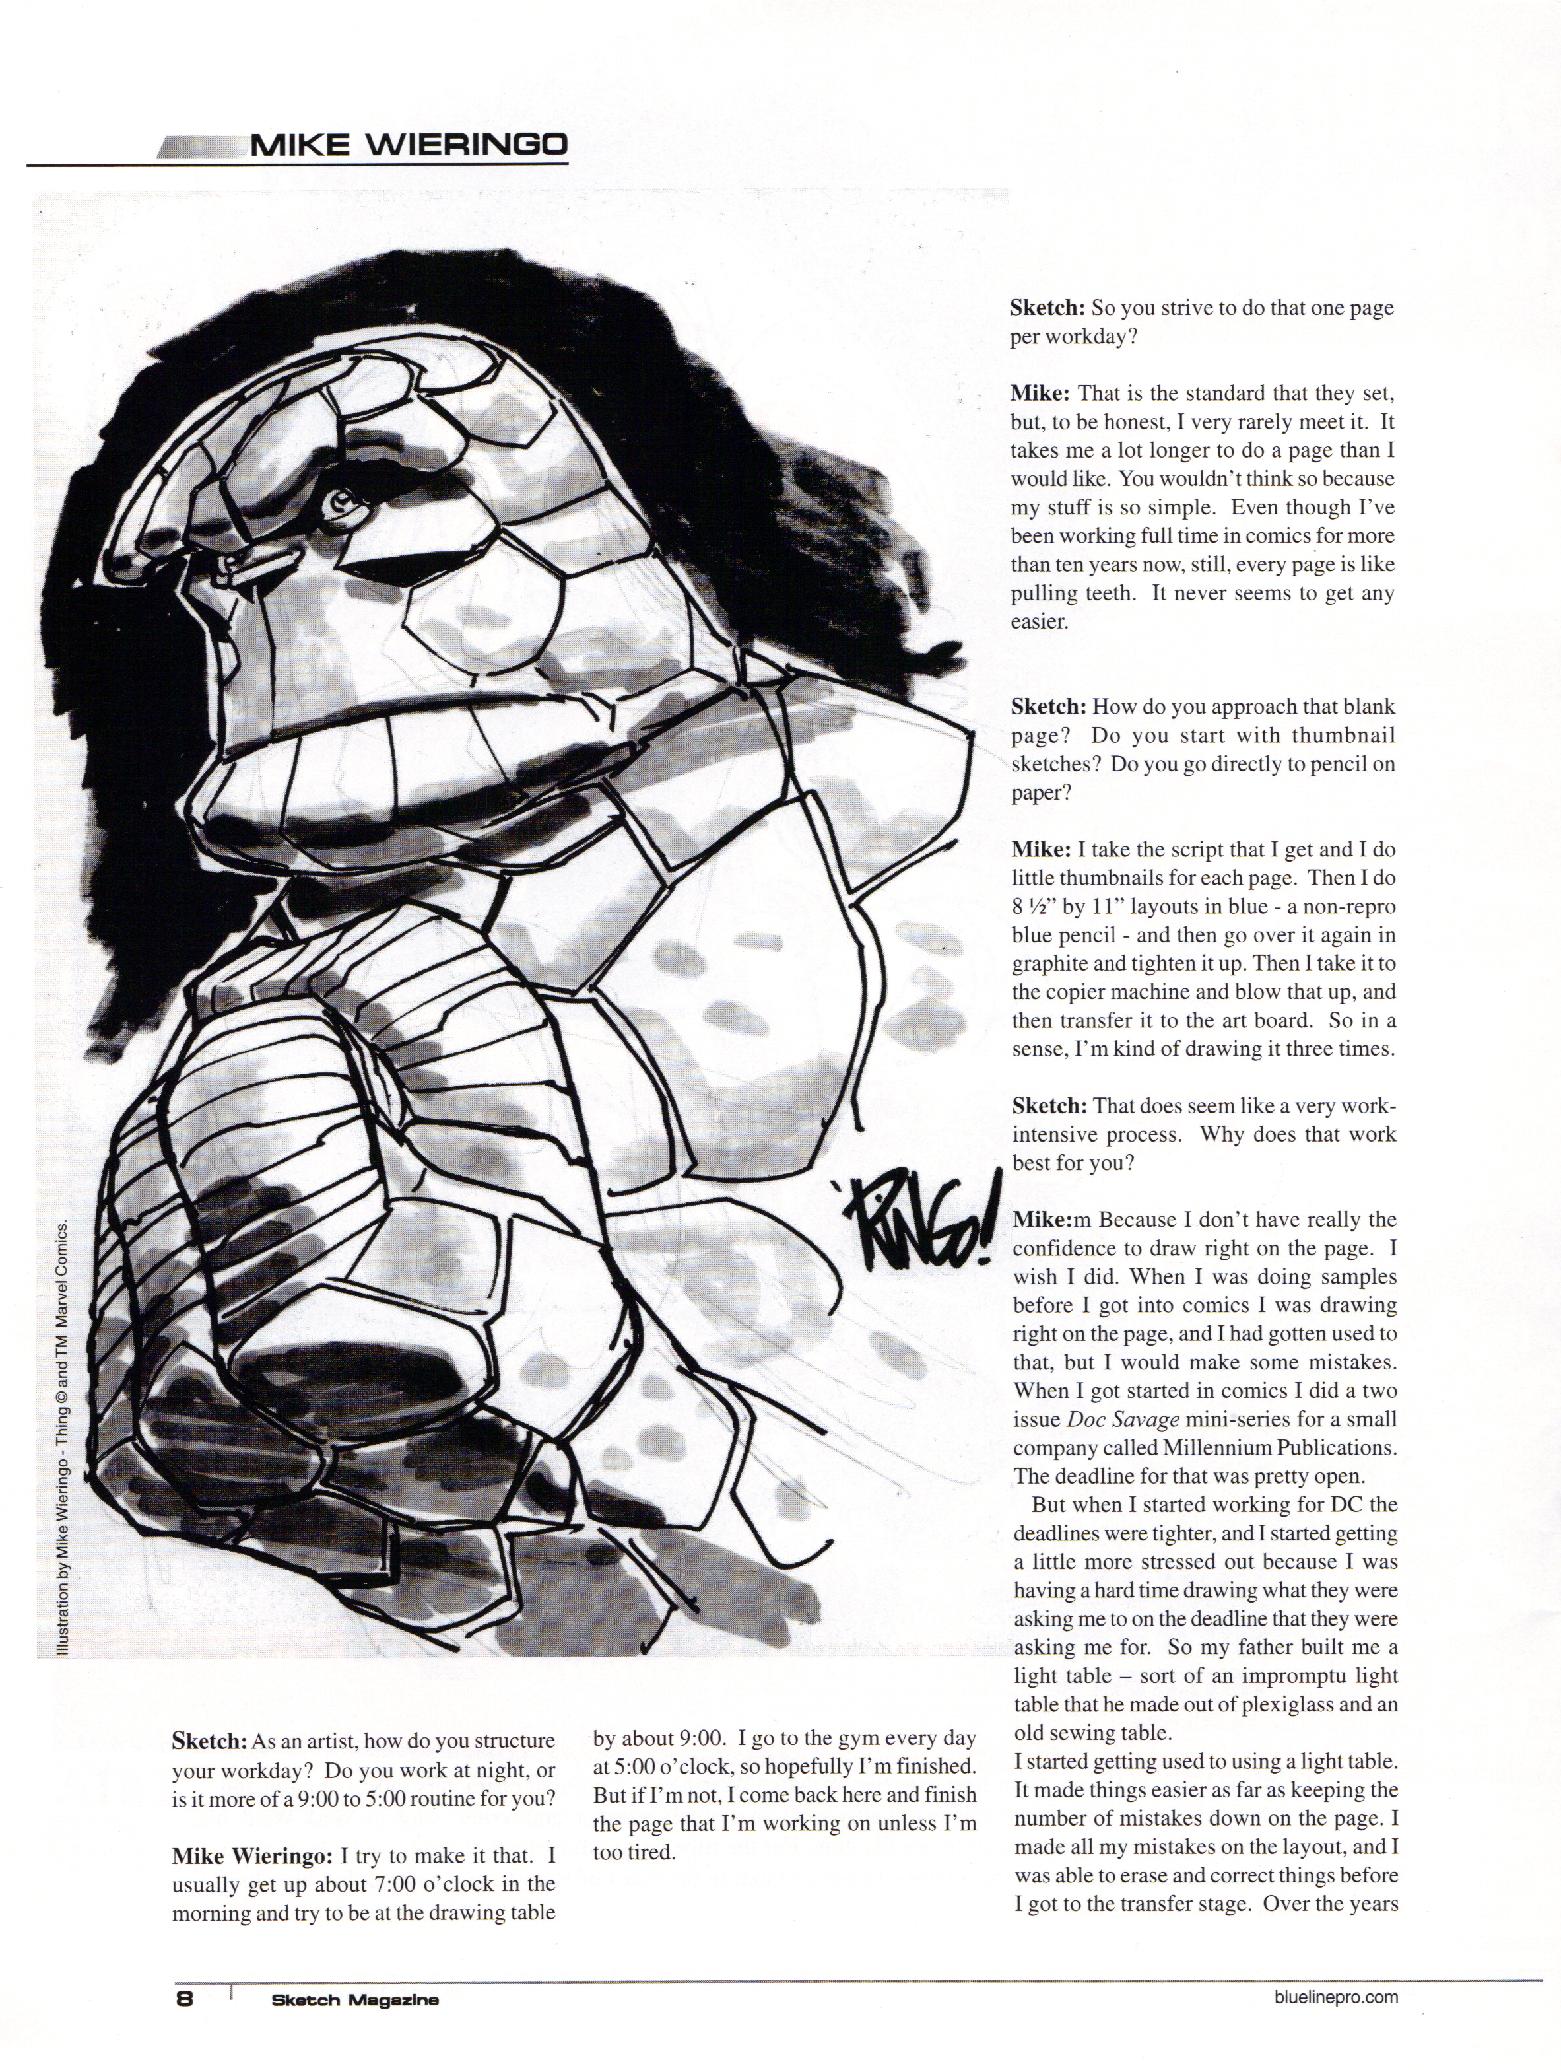 MIKE WIERINGO
Illustration by Mike Wieringo - Thing © and TM Marvel Comics.
'RINGO!
Sketch: As an artist, how do you structure
your workday? Do you work at night, or
is it more of a 9:00 to 5:00 routine for you?
Mike Wieringo: I try to make it that. I
usually get up about 7:00 o'clock in the
morning and try to be at the drawing table
by about 9:00. I go to the gym every day
at 5:00 o'clock, so hopefully I'm finished.
But if I'm not, I come back here and finish
the page that I'm working on unless I'm
too tired.
Sketch: So you strive to do that one page
per workday?
Mike: That is the standard that they set,
but, to be honest, I very rarely meet it. It
takes me a lot longer to do a page than I
would like. You wouldn't think so because
my stuff is so simple. Even though I've
been working full time in comics for more
than ten years now, still, every page is like
pulling teeth. It never seems to get any
easier.
Sketch: How do you approach that blank
page? Do you start with thumbnail
sketches? Do you go directly to pencil on
paper?
Mike: I take the script that I get and I do
little thumbnails for each page. Then I do
8 ½” by 11” layouts in blue - a non-repro
blue pencil - and then go over it again in
graphite and tighten it up. Then I take it to
the copier machine and blow that up, and
then transfer it to the art board. So in a
sense, I'm kind of drawing it three times.
Sketch: That does seem like a very work-
intensive process. Why does that work
best for you?
Mike:m Because I don't have really the
confidence to draw right on the page. I
wish I did. When I was doing samples
before I got into comics I was drawing
right on the page, and I had gotten used to
that, but I would make some mistakes.
When I got started in comics I did a two
issue Doc Savage mini-series for a small
company called Millennium Publications.
The deadline for that was pretty open.
But when I started working for DC the
deadlines were tighter, and I started getting
a little more stressed out because I was
having a hard time drawing what they were
asking me to on the deadline that they were
asking me for. So my father built me a
light table – sort of an impromptu light
table that he made out of plexiglass and an
old sewing table.
I started getting used to using a light table.
It made things easier as far as keeping the
number of mistakes down on the page. I
made all my mistakes on the layout, and I
was able to erase and correct things before
I got to the transfer stage. Over the years
8 Sketch Magazine
bluelinepro.com